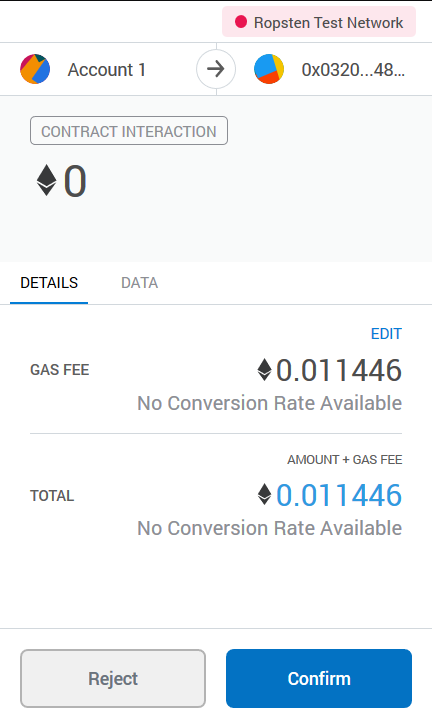 Ropsten Test Network
Account 1
0x0320...48...
CONTRACT INTERACTION
0
DETAILS
DATA
EDIT
GAS FEE
0.011446
No Conversion Rate Available
AMOUNT + GAS FEE
TOTAL
0.011446
No Conversion Rate Available
Reject
Confirm